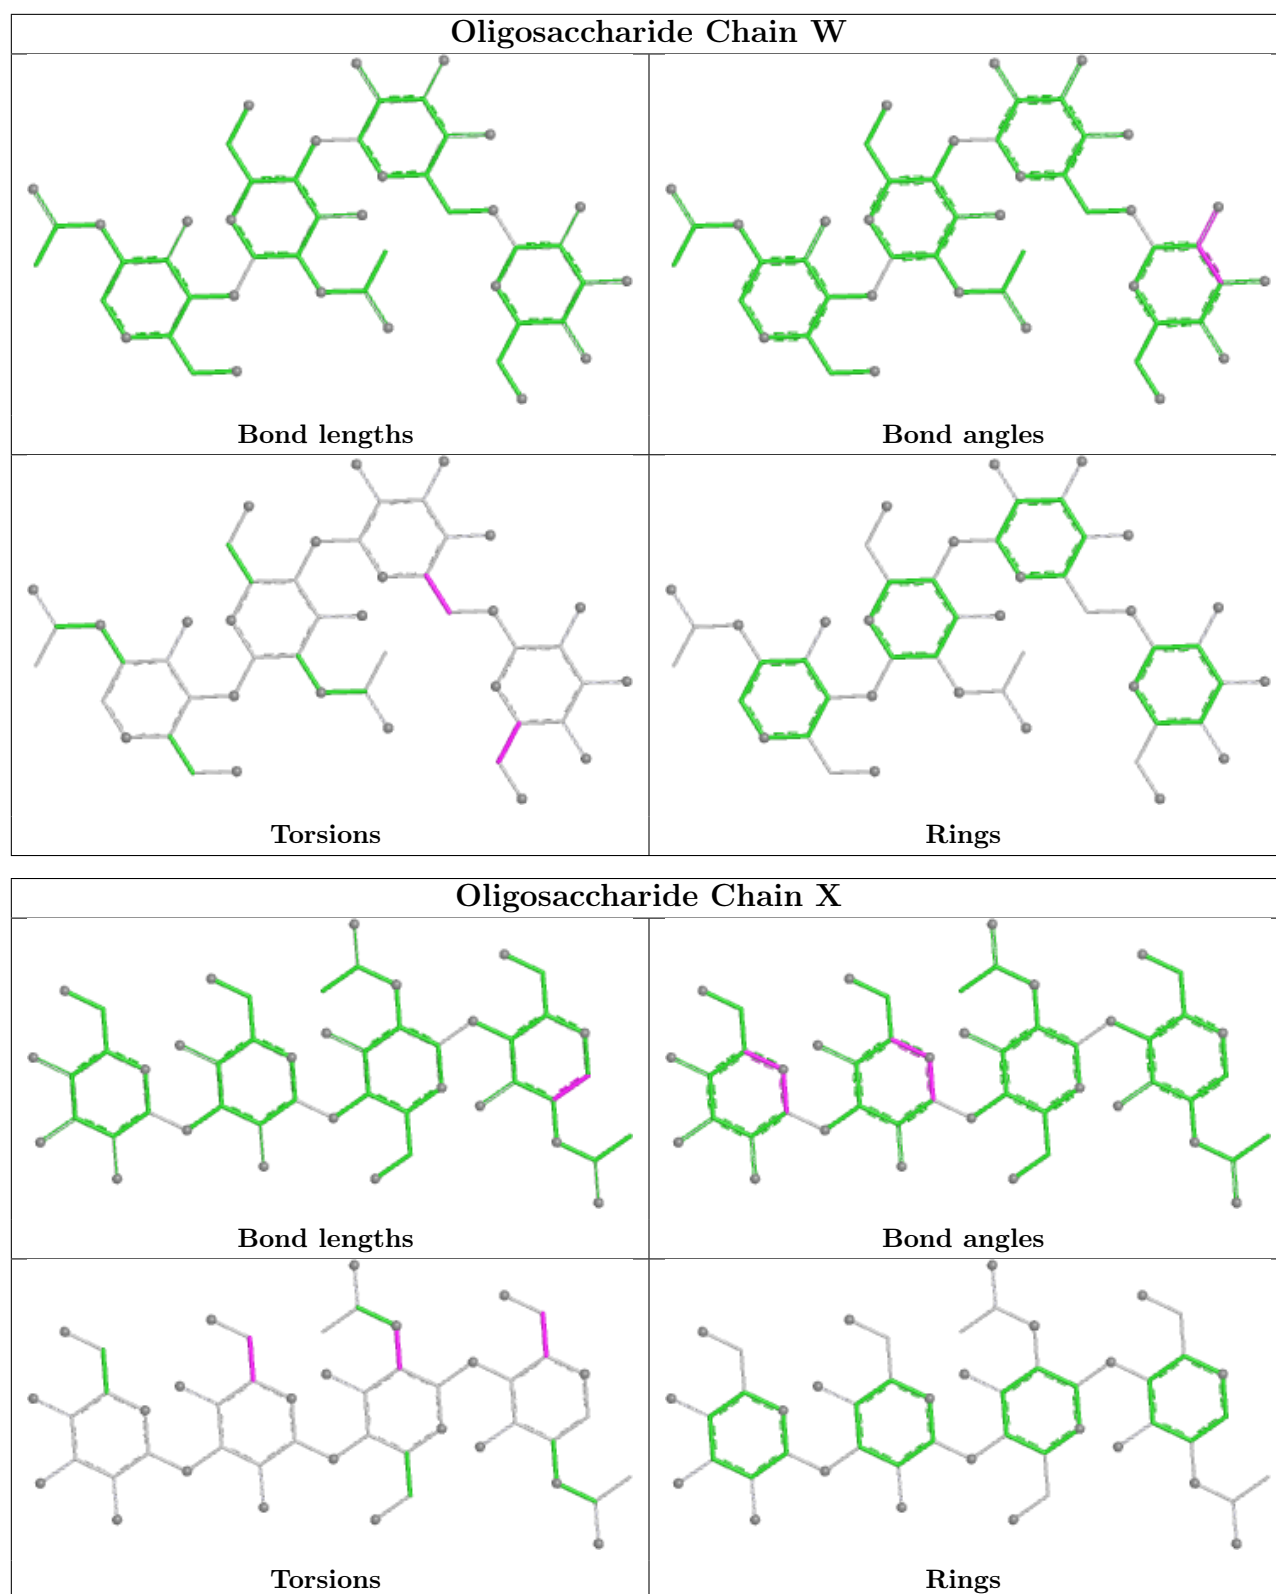 Oligosaccharide Chain W
Bond lengths
Bond angles
Torsions
Rings
Oligosaccharide Chain X
Bond lengths
Bond angles
Torsions
Rings